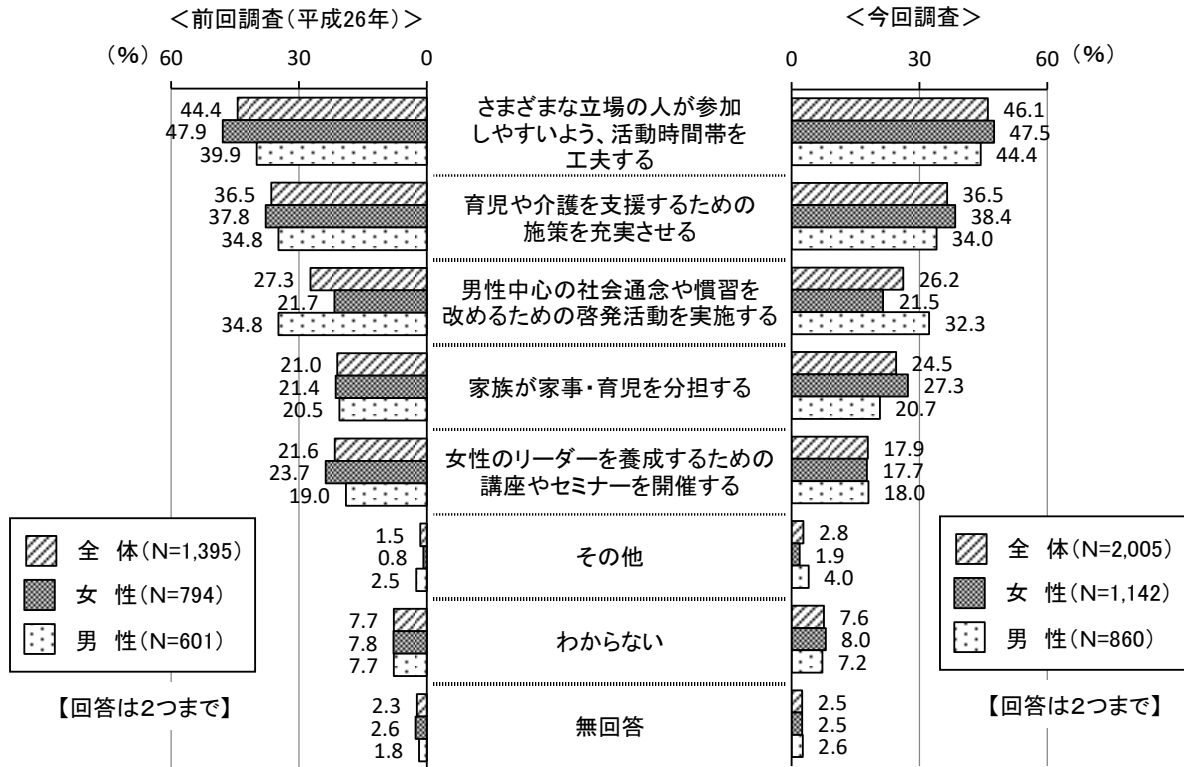 ＜前回調査（平成26年）＞
＜今回調査＞
（％）
60
30
0
0
30
60
（％）
44.4
47.9
39.9
さまざまな立場の人が参加
しやすいよう、活動時間帯を
工夫する
46.1
47.5
44.4
36.5
37.8
34.8
育児や介護を支援するための
施策を充実させる
36.5
38.4
34.0
27.3
21.7
34.8
男性中心の社会通念や慣習を
改めるための啓発活動を実施する
26.2
21.5
32.3
21.0
21.4
20.5
家族が家事・育児を分担する
24.5
27.3
20.7
21.6
23.7
19.0
女性のリーダーを養成するための
講座やセミナーを開催する
17.9
17.7
18.0
1.5
0.8
2.5
その他
2.8
1.9
4.0
7.7
7.8
7.7
わからない
7.6
8.0
7.2
2.3
2.6
1.8
無回答
2.5
2.5
2.6
全　体（N=1,395）
女　性（N=794）
男　性（N=601）
【回答は２つまで】
全　体（N=2,005）
女　性（N=1,142）
男　性（N=860）
【回答は２つまで】